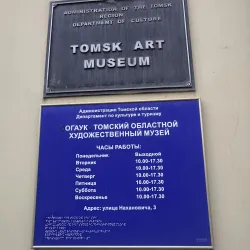 ADMINISTRATION OF THE TOMSK
REGION
DEPARTMENT OF CULTURE
TOMSK ART
MUSEUM
Администрация Томской области
Департамент по культуре и туризму
ОГАУК ТОМСКИЙ ОБЛАСТНОЙ
ХУДОЖЕСТВЕННЫЙ МУЗЕЙ
ЧАСЫ РАБОТЫ:
Понедельник Выходной
Вторник 10.00-17.30
Среда 10.00-17.30
Четверг 10.00-17.30
Пятница 10.00-17.30
Суббота 10.00-17.30
Воскресенье 10.00-17.30
Адрес: улица Нахановича, 3